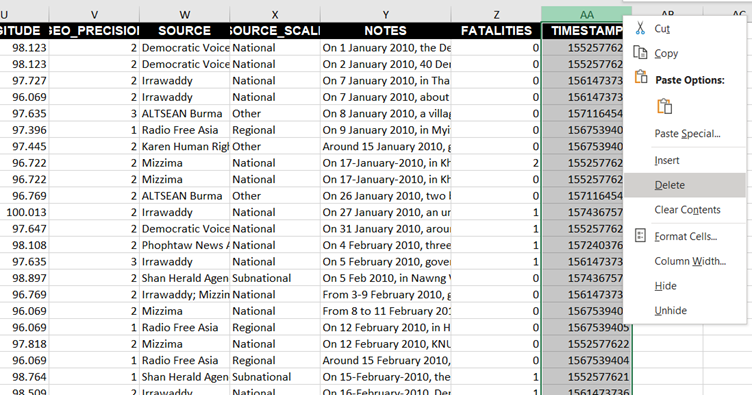 U V W X Y Z AA
ITUDE GEO_PRECISION SOURCE OURCE_SCALI NOTES FATALITIES TIMESTAMP
98.123 2 Democratic Voice National On 1 January 2010, the De 0 155257762
98.123 2 Democratic Voice National On 2 January 2010, 40 Der 0 155257762
97.727 2 Irrawaddy National On 7 January 2010, in Tha 0 156147373
96.069 2 Irrawaddy National On 7 January 2010, about 0 156147373
97.635 3 ALTSEAN Burma Other On 8 January 2010, a villag 0 157116454
97.396 1 Radio Free Asia Regional On 9 January 2010, in Myi 0 156753940
97.445 2 Karen Human Righ Other Around 15 January 2010, g 0 156753940
96.722 2 Mizzima National On 17-January-2010, in Kh 2 155257762
96.722 2 Mizzima National On 17-January-2010, in Kh 0 155257762
96.769 2 ALTSEAN Burma Other On 26 January 2010, two b 0 157116454
100.013 2 Irrawaddy National On 27 January 2010, an un 1 157436757
97.647 2 Democratic Voice National On 31 January 2010, arou 1 155257762
98.108 2 Phophtaw News A National On 4 February 2010, three 1 157240376
97.635 3 Irrawaddy National On 5 February 2010, gover 1 156147373
98.897 2 Shan Herald Agen Subnational On 5 Feb 2010, in Nawng W 0 157436757
96.769 2 Irrawaddy; Mizzin National From 3-9 February 2010, g 0 156147373
96.069 2 Mizzima National From 8 to 11 February 201 0 156753940
96.069 1 Radio Free Asia Regional On 12 February 2010, in H 0 1567539405
97.818 2 Mizzima National On 12 February 2010, KNU 0 1552577622
96.069 1 Radio Free Asia Regional Around 15 February 2010, 0 1567539404
98.764 1 Shan Herald Agen Subnational On 15-February-2010, the 1 1552577621
98.509 2 Irrawaddy National On 16-February-2010, Der 1 1561473736
Cut
Copy
Paste Options:
Paste Special...
Insert
Delete
Clear Contents
Format Cells...
Column Width...
Hide
Unhide